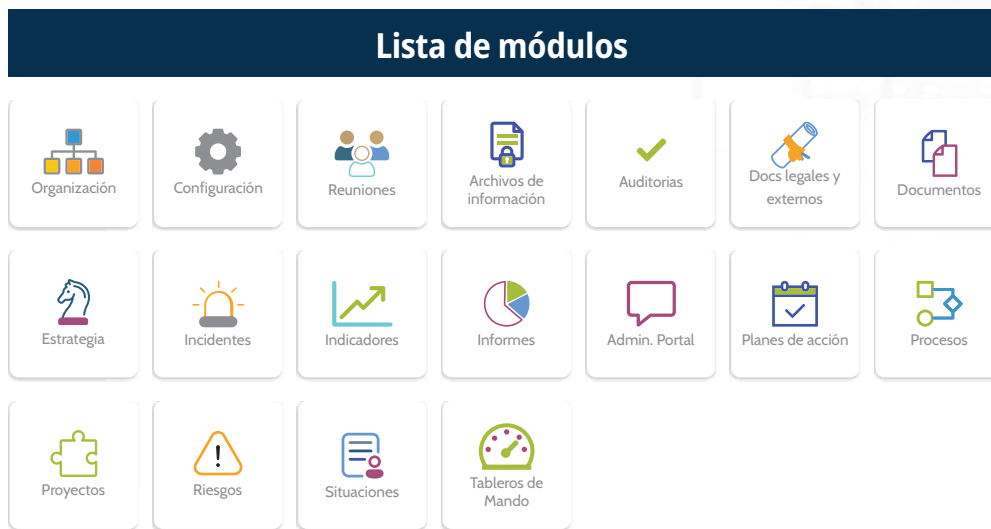 Lista de módulos
Organización
Configuración
Reuniones
Archivos de
información
Auditorias
Docs legales y
externos
Documentos
Estrategia
Incidentes
Indicadores
Informes
Admin. Portal
Planes de acción
Procesos
Proyectos
Riesgos
Situaciones
Tableros de
Mando